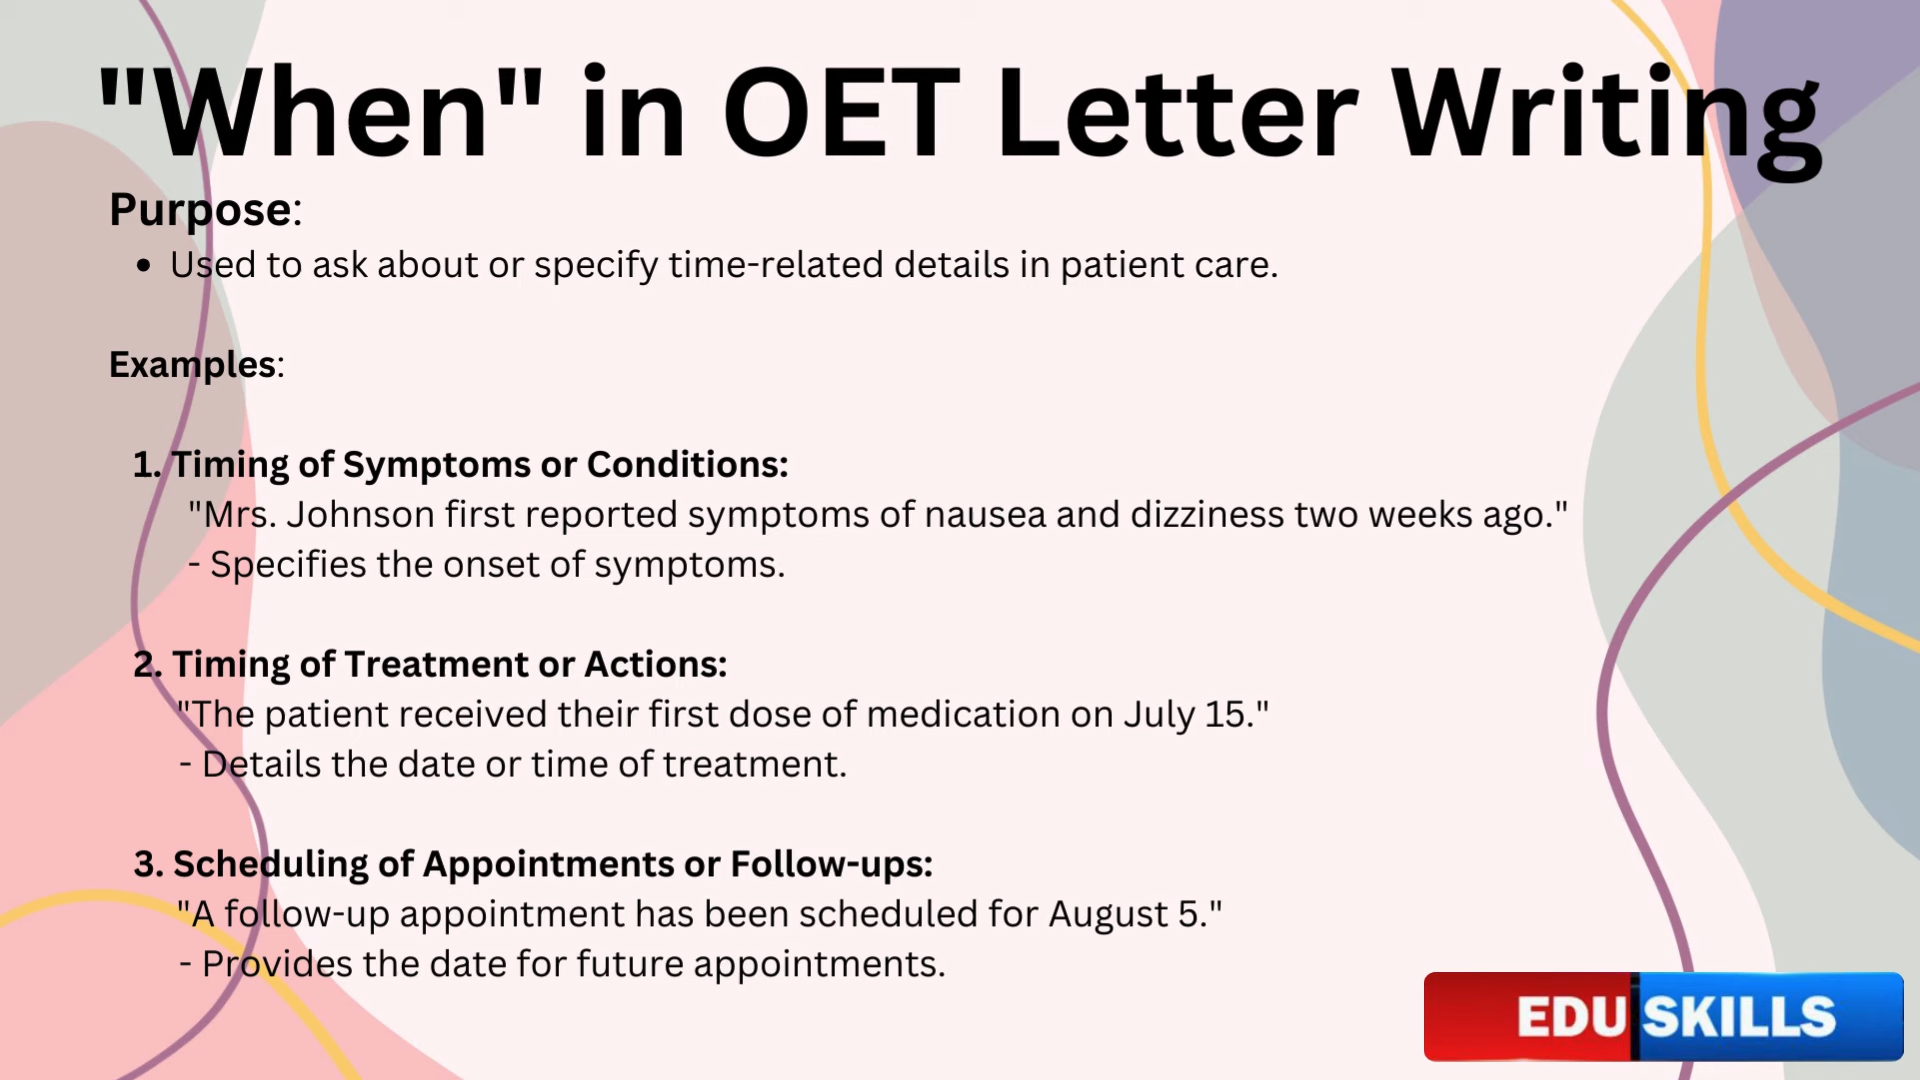 "When" in OET Letter Writing
Purpose:
• Used to ask about or specify time-related details in patient care.
Examples:
1. Timing of Symptoms or Conditions:
"Mrs. Johnson first reported symptoms of nausea and dizziness two weeks ago."
- Specifies the onset of symptoms.
2. Timing of Treatment or Actions:
"The patient received their first dose of medication on July 15."
- Details the date or time of treatment.
3. Scheduling of Appointments or Follow-ups:
"A follow-up appointment has been scheduled for August 5."
- Provides the date for future appointments.
EDU SKILLS